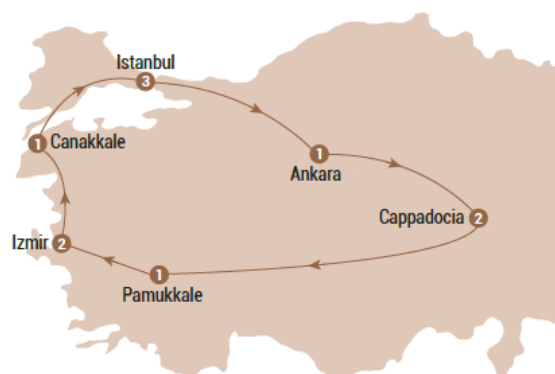 Istanbul
3
1 Canakkale
1
Ankara
Cappadocia 2
Izmir 2
1
Pamukkale